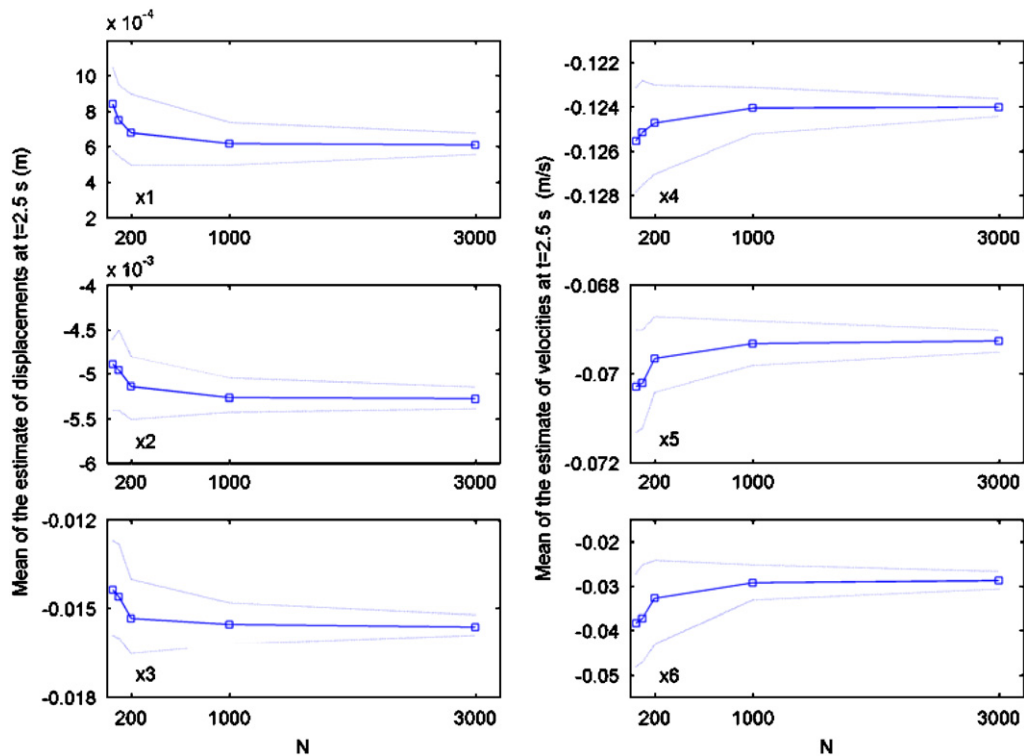 Mean of the estimate of displacements at t=2.5 s (m)
x 10-4
10
8
6
4
2
x1
200 1000 3000
x 10-3
-4
-4.5
-5
-5.5
-6
x2
200 1000 3000
-0.012
-0.015
-0.018
x3
200 1000 3000
N
Mean of the estimate of velocities at t=2.5 s (m/s)
-0.122
-0.124
-0.126
-0.128
x4
200 1000 3000
-0.068
-0.07
-0.072
x5
200 1000 3000
-0.02
-0.03
-0.04
-0.05
x6
200 1000 3000
N